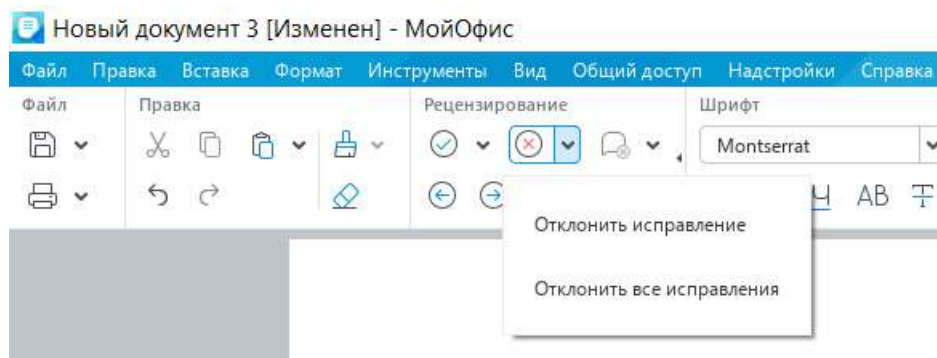 Новый документ 3 [Изменен] - МойОфис
Файл Правка Вставка Формат Инструменты Вид Общий доступ Надстройки Справка
Файл Правка Рецензирование Шрифт
Montserrat
Ч АВ Т
Отклонить исправление
Отклонить все исправления